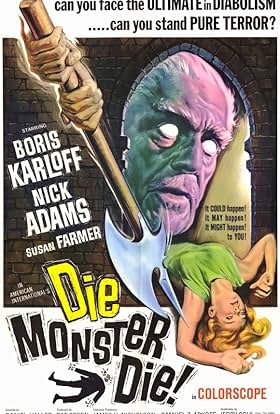 can you face the ULTIMATE in DIABOLISM
.....can you stand PURE TERROR?
STARRING
BORIS
KARLOFF
NICK
ADAMS
SUSAN FARMER
It COULD happen!
It MAY happen!
It MIGHT happen!
to YOU!
IN
AMERICAN
INTERNATIONAL'S
Die
MONSTER
Die!
in COLORSCOPE